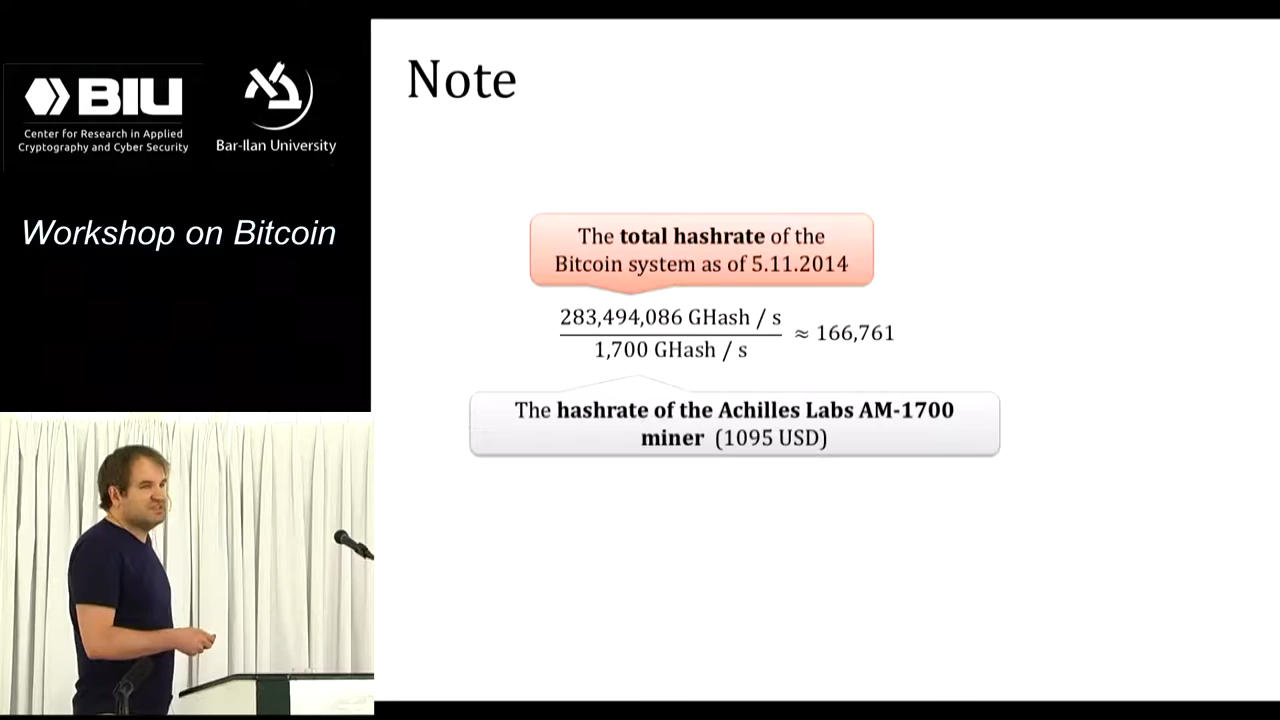 BIU
Center for Research in Applied
Cryptography and Cyber Security
Bar-Ilan University
Workshop on Bitcoin
Note
The total hashrate of the
Bitcoin system as of 5.11.2014
283,494,086 GHash / s
1,700 GHash / s
≈ 166,761
The hashrate of the Achilles Labs AM-1700
miner (1095 USD)